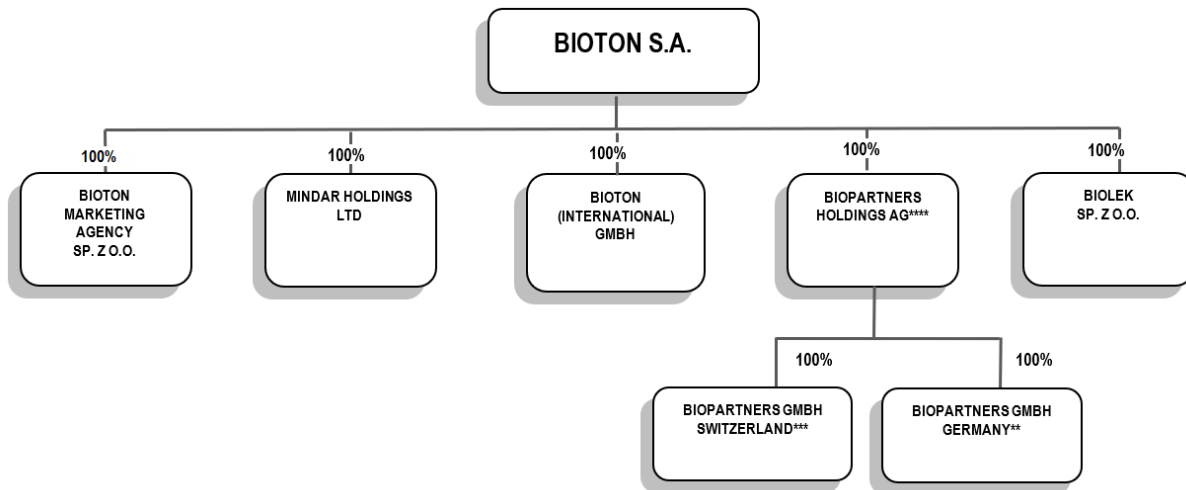 BIOTON S.A.
100%
100%
100%
100%
100%
BIOTON
MARKETING
AGENCY
SP. Z O.O.
MINDAR HOLDINGS
LTD
BIOTON
(INTERNATIONAL)
GMBH
BIOPARTNERS
HOLDINGS AG****
BIOLEK
SP. Z O.O.
100%
100%
BIOPARTNERS GMBH
SWITZERLAND***
BIOPARTNERS GMBH
GERMANY**